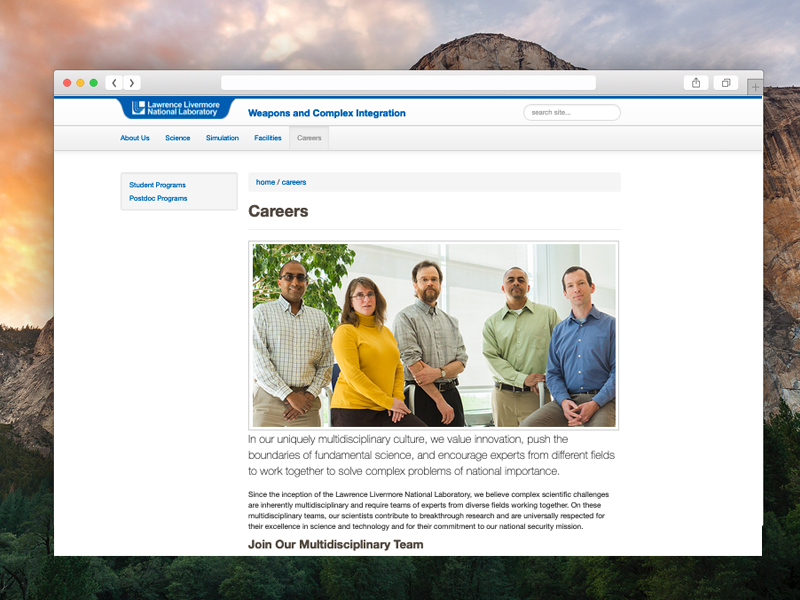 Lawrence Livermore
National Laboratory
Weapons and Complex Integration
search site...
About Us Science Simulation Facilities Careers
Student Programs
Postdoc Programs
home / careers
Careers
In our uniquely multidisciplinary culture, we value innovation, push the
boundaries of fundamental science, and encourage experts from different fields
to work together to solve complex problems of national importance.
Since the inception of the Lawrence Livermore National Laboratory, we believe complex scientific challenges
are inherently multidisciplinary and require teams of experts from diverse fields working together. On these
multidisciplinary teams, our scientists contribute to breakthrough research and are universally respected for
their excellence in science and technology and for their commitment to our national security mission.
Join Our Multidisciplinary Team